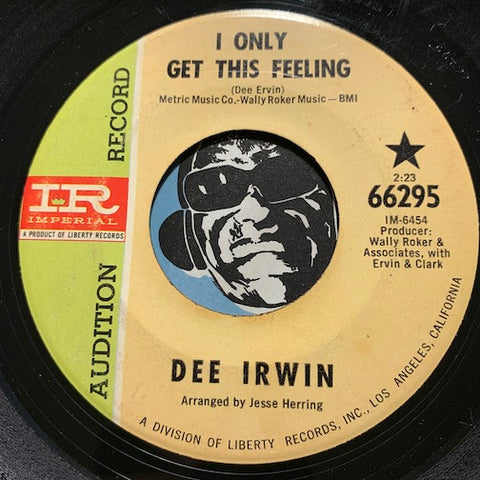 I ONLY
GET THIS FEELING
(Dee Ervin)
Metric Music Co.-Wally Roker Music — BMI
AUDITION RECORD
IR
IMPERIAL
A PRODUCT OF LIBERTY RECORDS
2:23
66295
IM-6454
Producer:
Wally Roker &
Associates, with
Ervin & Clark
DEE IRWIN
Arranged by Jesse Herring
A DIVISION OF LIBERTY RECORDS, INC., LOS ANGELES, CALIFORNIA